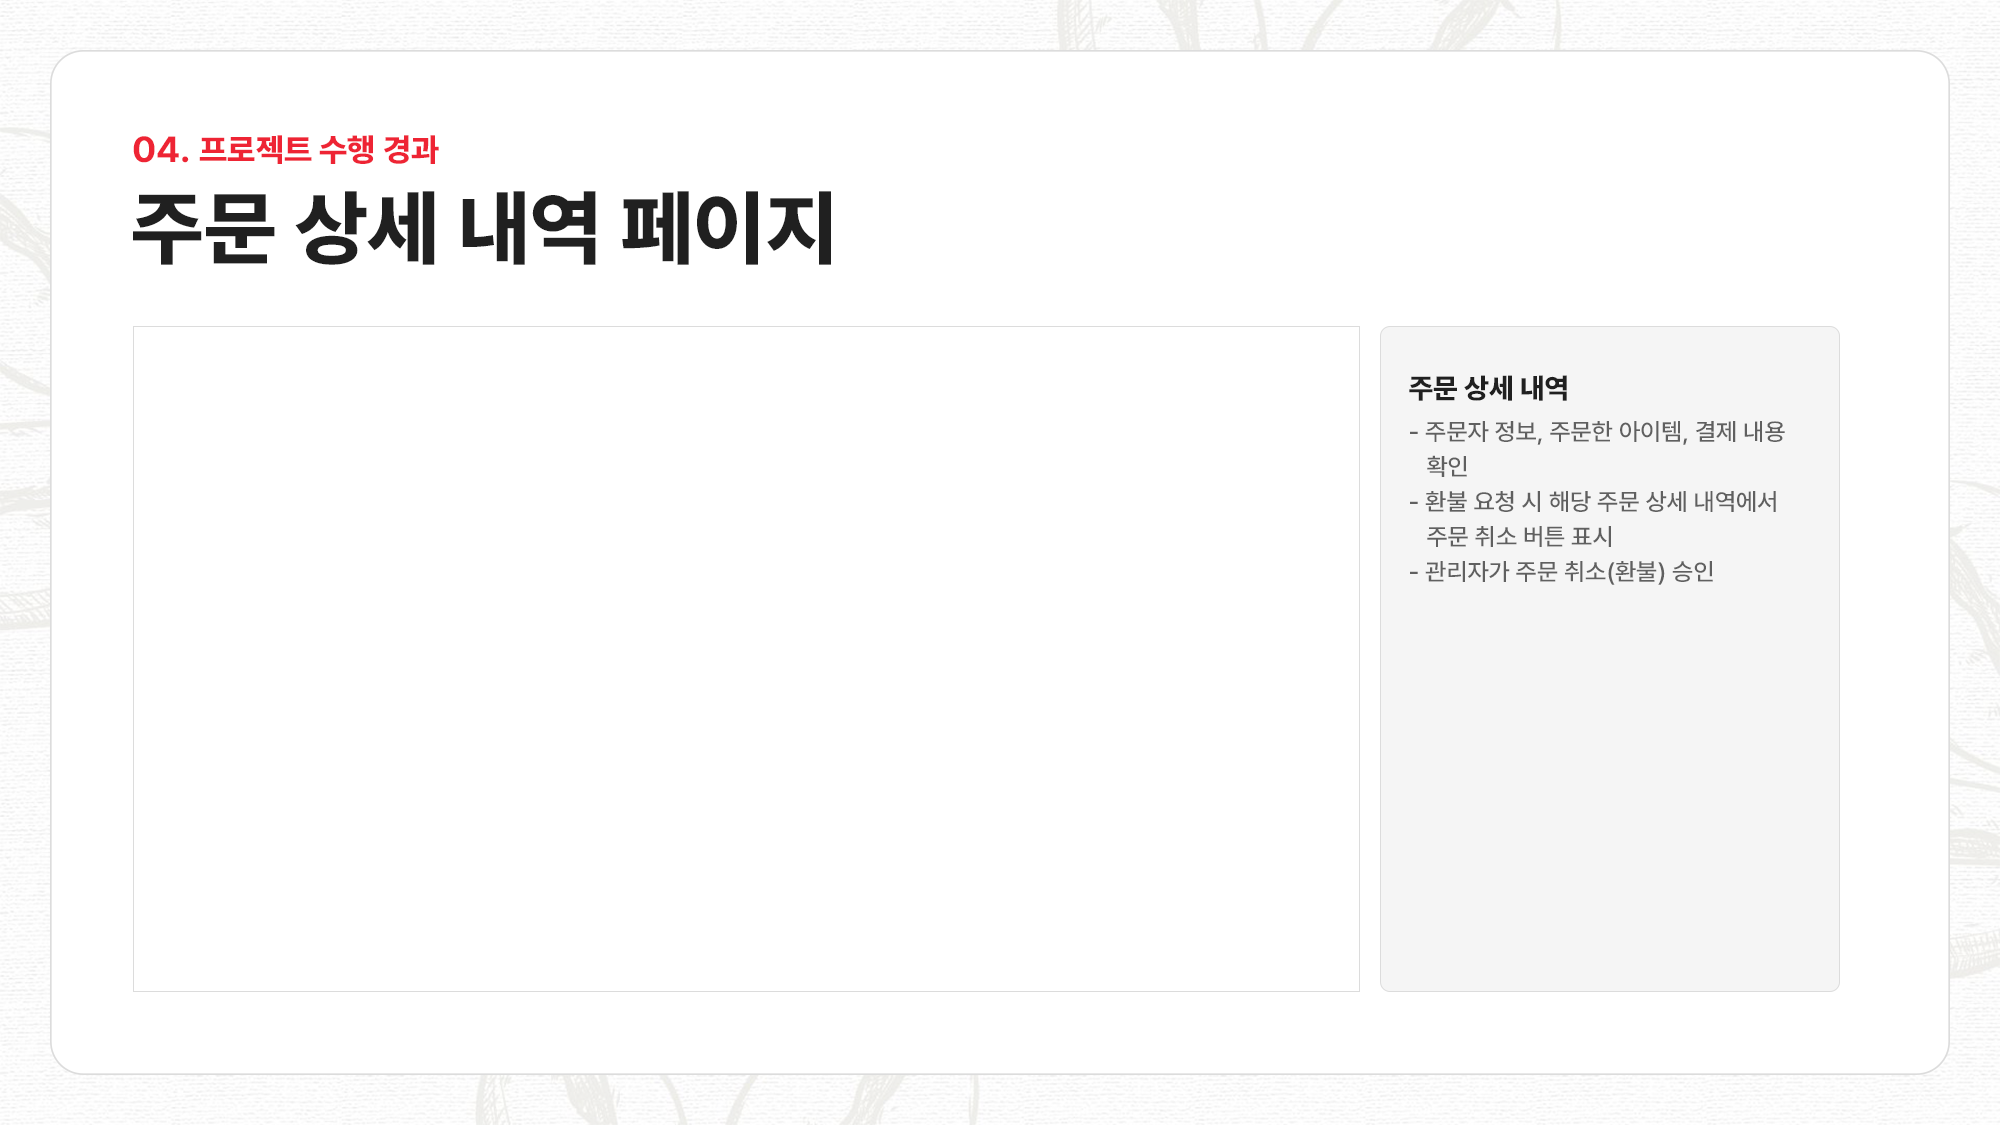 04. 프로젝트 수행 경과
주문 상세 내역 페이지
주문 상세 내역
- 주문자 정보, 주문한 아이템, 결제 내용
확인
- 환불 요청 시 해당 주문 상세 내역에서
주문 취소 버튼 표시
- 관리자가 주문 취소(환불) 승인